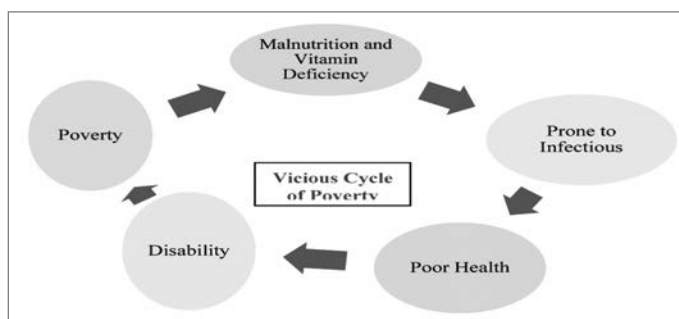 Malnutrition and
Vitamin
Deficiency
Poverty
Prone to
Infectious
Vicious Cycle
of Poverty
Disability
Poor Health